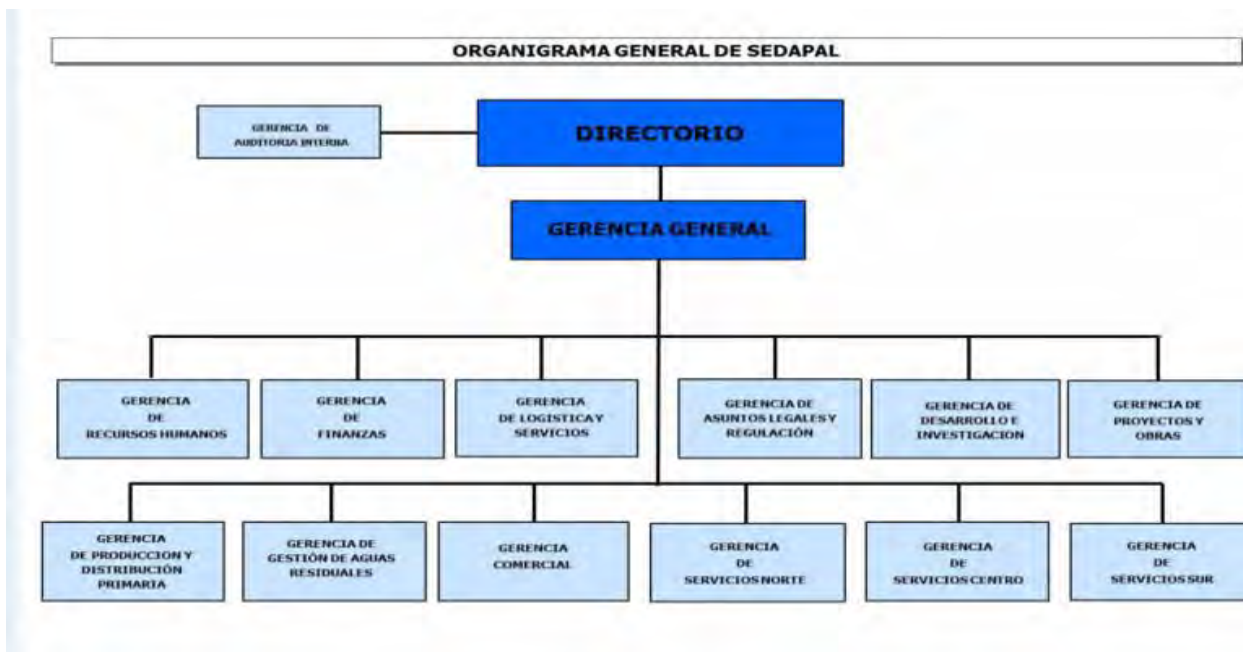 ORGANIGRAMA GENERAL DE SEDAPAL
GERENCIA DE
AUDITORIA INTERNA
DIRECTORIO
GERENCIA GENERAL
GERENCIA
DE
RECURSOS HUMANOS
GERENCIA
DE
FINANZAS
GERENCIA
DE LOGISTICA Y
SERVICIOS
GERENCIA DE
ASUNTOS LEGALES Y
REGULACIÓN
GERENCIA DE
DESARROLLO E
INVESTIGACION
GERENCIA DE
PROYECTOS Y
OBRAS
GERENCIA
DE PRODUCCION Y
DISTRIBUCIÓN
PRIMARIA
GERENCIA DE
GESTIÓN DE AGUAS
RESIDUALES
GERENCIA
COMERCIAL
GERENCIA
DE
SERVICIOS NORTE
GERENCIA
DE
SERVICIOS CENTRO
GERENCIA
DE
SERVICIOS SUR